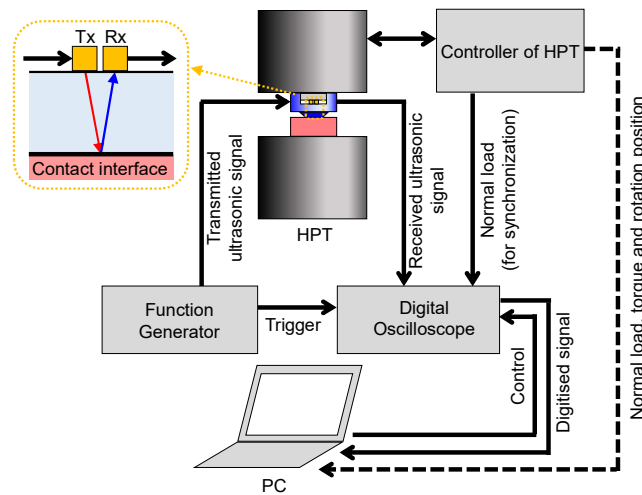 Tx Rx
Contact interface
Controller of HPT
HPT
Transmitted
ultrasonic signal
Received ultrasonic
signal
Normal load
(for synchronization)
Normal load, torque and rotation position
Function
Generator
Trigger
Digital
Oscilloscope
Control
Digitised signal
PC